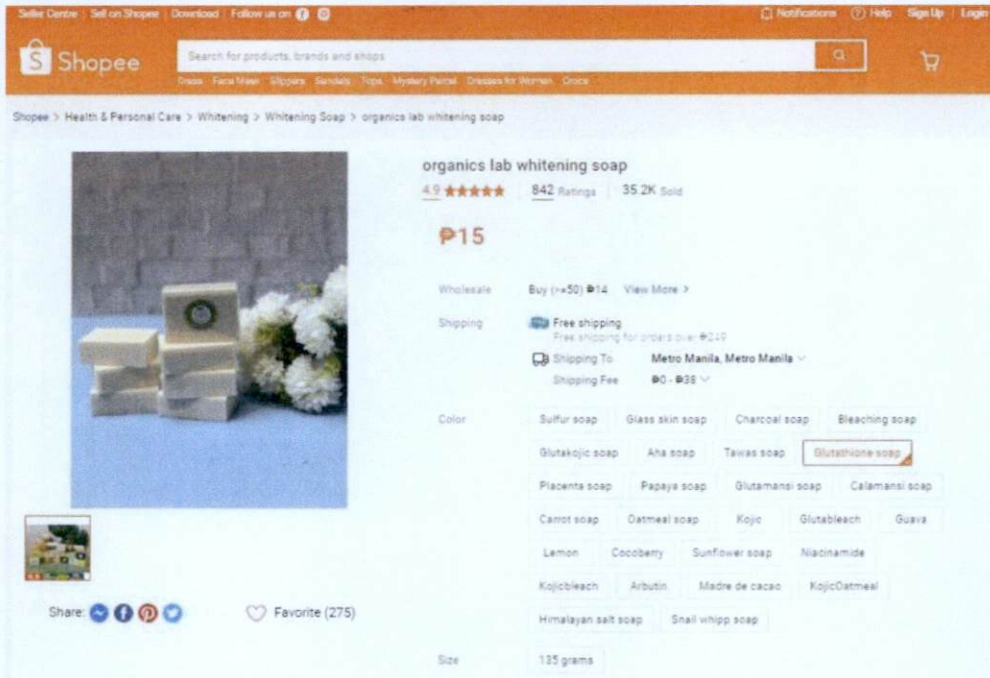 Seller Centre Sell on Shopee Download Follow us on
Notifications Help Sign Up Login
Shopee
Search for products, brands and shops
Dress Face Mask Slippers Sandals Tops Mystery Parcel Dresses for Women Crocs
Shopee > Health & Personal Care > Whitening > Whitening Soap > organics lab whitening soap
organics lab whitening soap
4.9 842 Ratings 35.2K Sold
₱15
Wholesale Buy (>=50) ₱14 View More >
Shipping Free shipping
Free shipping for orders over ₱249
Shipping To Metro Manila, Metro Manila
Shipping Fee ₱0 - ₱38
Color Sulfur soap Glass skin soap Charcoal soap Bleaching soap
Glutakojic soap Aha soap Tawas soap Glutathione soap
Placenta soap Papaya soap Glutamansi soap Calamansi soap
Carrot soap Oatmeal soap Kojic Glutableach Guava
Lemon Cocoberry Sunflower soap Niacinamide
Kojicbleach Arbutin Madre de cacao KojicOatmeal
Himalayan salt soap Snail whipp soap
Share: Favorite (275)
Size 135 grams